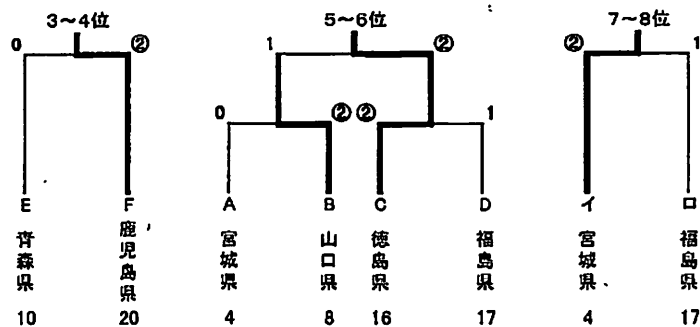 3～4位 5～6位 7～8位
0 ② 1 ② ② 1
0 ② ② 1
E F A B C D イ ロ
青森県 鹿児島県 宮城県 山口県 徳島県 福島県 宮城県 福島県
10 20 4 8 16 17 4 17